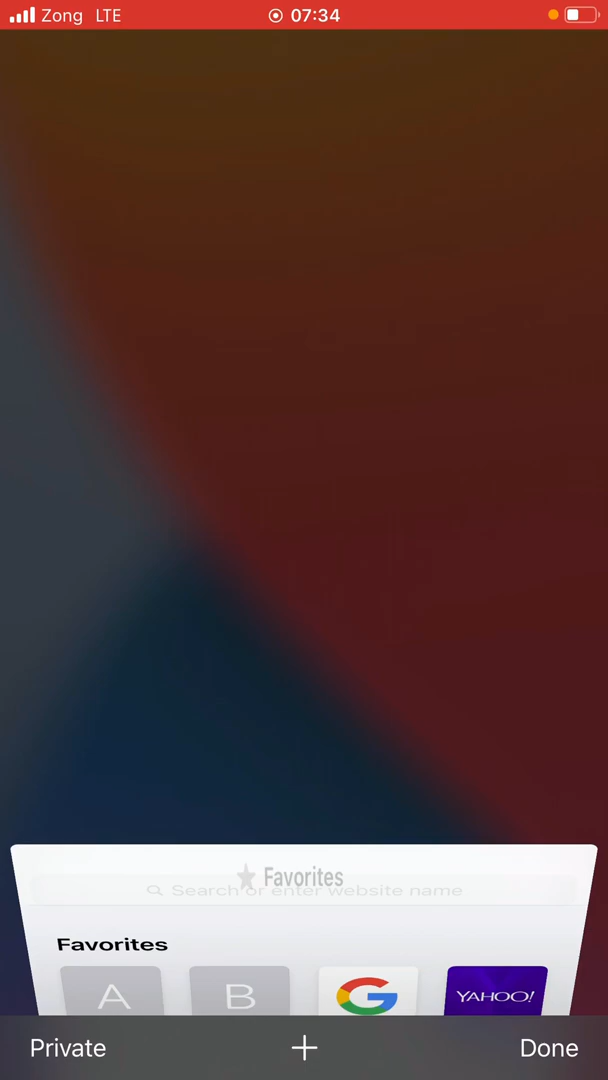 Zong LTE 07:34
Favorites
Search or enter website name
Favorites
A B G YAHOO!
Private + Done